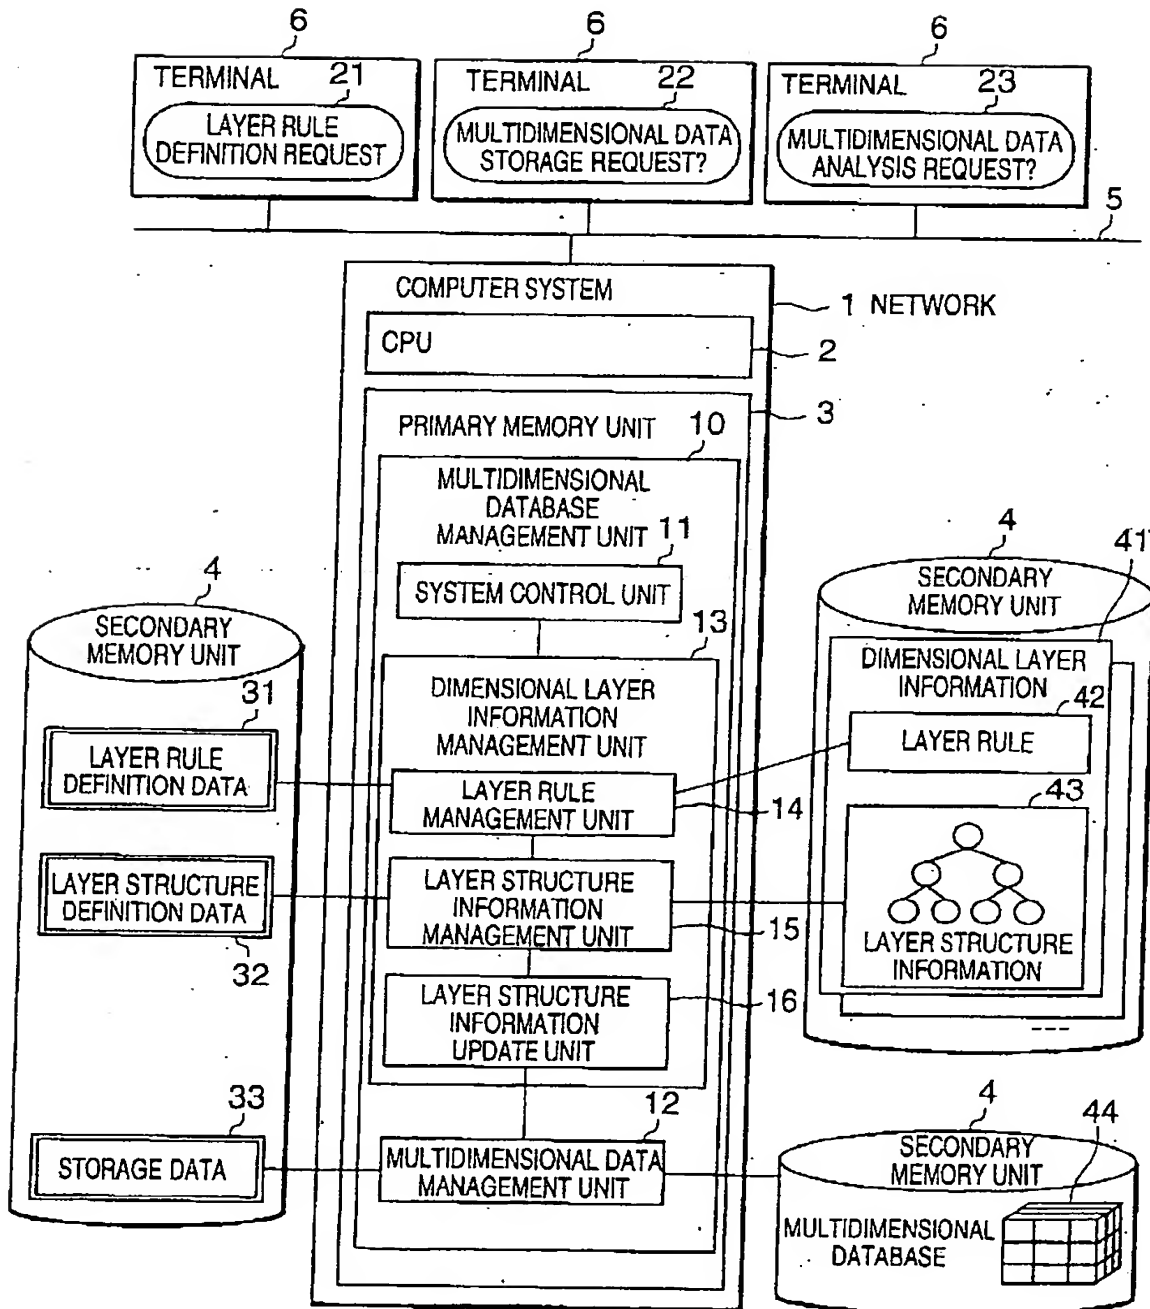 6
6
6
TERMINAL
21
LAYER RULE
DEFINITION REQUEST
TERMINAL
22
MULTIDIMENSIONAL DATA
STORAGE REQUEST?
TERMINAL
23
MULTIDIMENSIONAL DATA
ANALYSIS REQUEST?
5
COMPUTER SYSTEM
1 NETWORK
CPU
2
3
PRIMARY MEMORY UNIT
10
MULTIDIMENSIONAL
DATABASE
MANAGEMENT UNIT
11
SYSTEM CONTROL UNIT
13
DIMENSIONAL LAYER
INFORMATION
MANAGEMENT UNIT
LAYER RULE
MANAGEMENT UNIT
14
LAYER STRUCTURE
INFORMATION
MANAGEMENT UNIT
15
LAYER STRUCTURE
INFORMATION
UPDATE UNIT
16
12
MULTIDIMENSIONAL DATA
MANAGEMENT UNIT
4
SECONDARY
MEMORY UNIT
31
LAYER RULE
DEFINITION DATA
LAYER STRUCTURE
DEFINITION DATA
32
33
STORAGE DATA
4
41
SECONDARY
MEMORY UNIT
DIMENSIONAL LAYER
INFORMATION
42
LAYER RULE
43
LAYER STRUCTURE
INFORMATION
4
44
SECONDARY
MEMORY UNIT
MULTIDIMENSIONAL
DATABASE